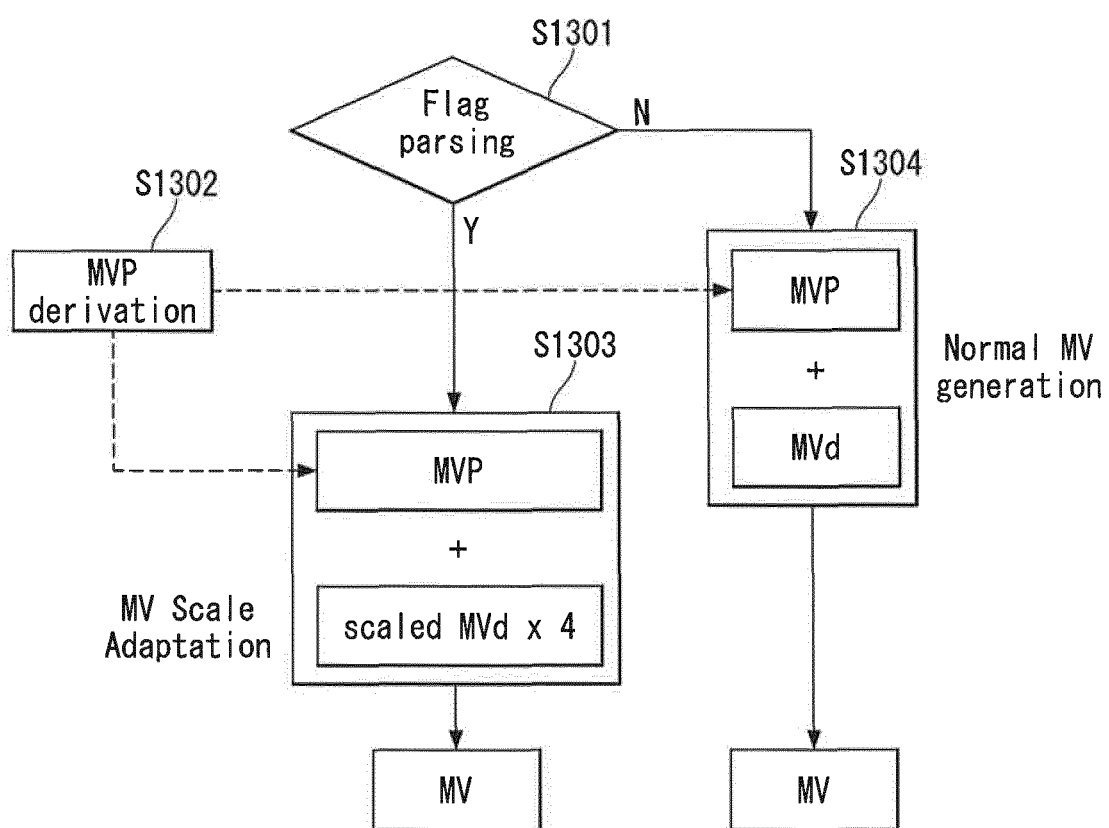 S1301
Flag
parsing
N
S1304
S1302
Y
MVP
derivation
MVP
S1303
Normal MV
generation
+
MVd
MVP
+
MV Scale
Adaptation
scaled MVd x 4
MV
MV